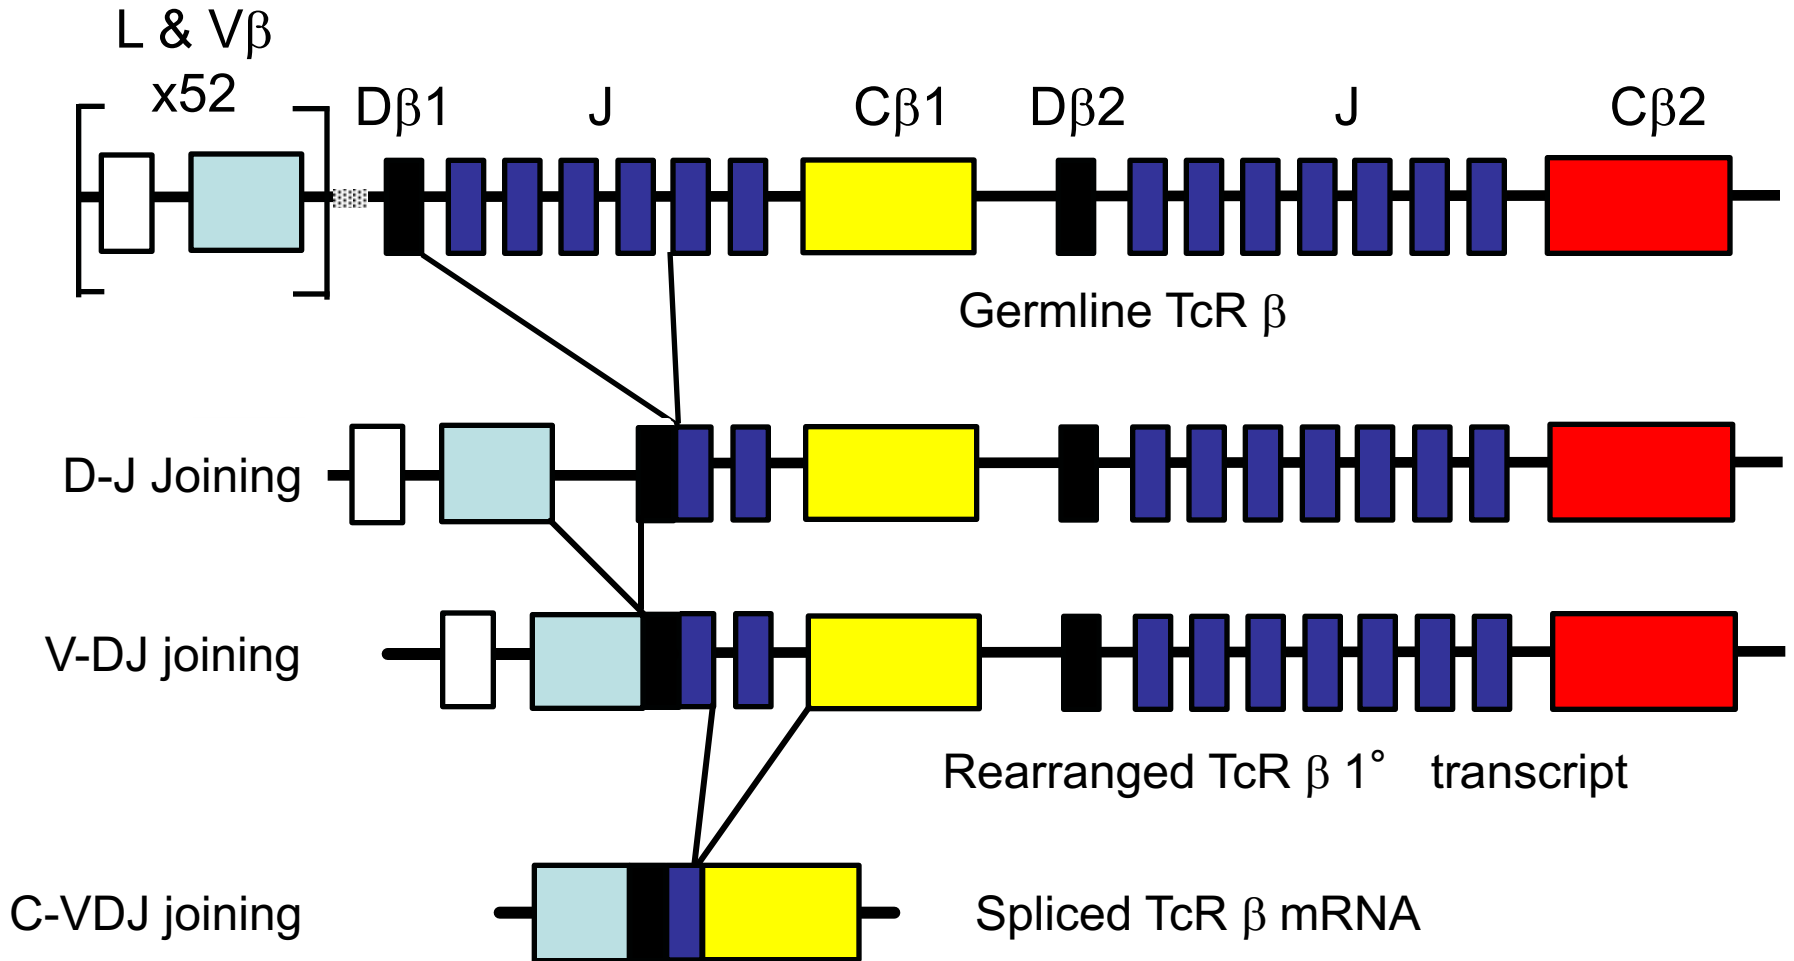 L & Vβ
x52
Dβ1 J Cβ1 Dβ2 J Cβ2
Germline TcR β
D-J Joining
V-DJ joining
Rearranged TcR β 1° transcript
C-VDJ joining
Spliced TcR β mRNA